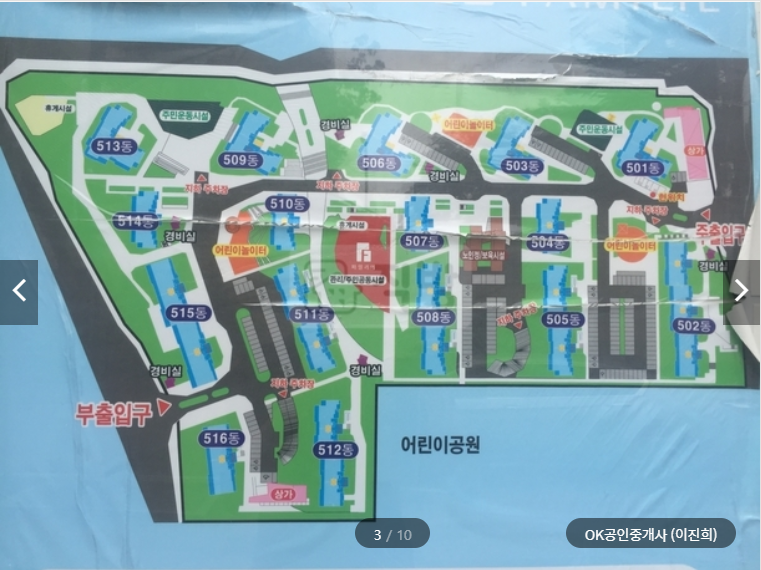 휴게시설
주민운동시설
513동
509동
경비실
506동
어린이놀이터
503동
주민운동시설
501동
상가
지하 주차장
지하 주차장
경비실
지하 주차장
주출입구
514동
경비실
510동
어린이놀이터
휴게시설
관리/주민운동시설
507동
노인정/보육시설
504동
어린이놀이터
경비실
515동
511동
508동
지하 주차장
505동
502동
경비실
경비실
지하 주차장
부출입구
516동
512동
상가
어린이공원
3 / 10
OK공인중개사 (이진희)